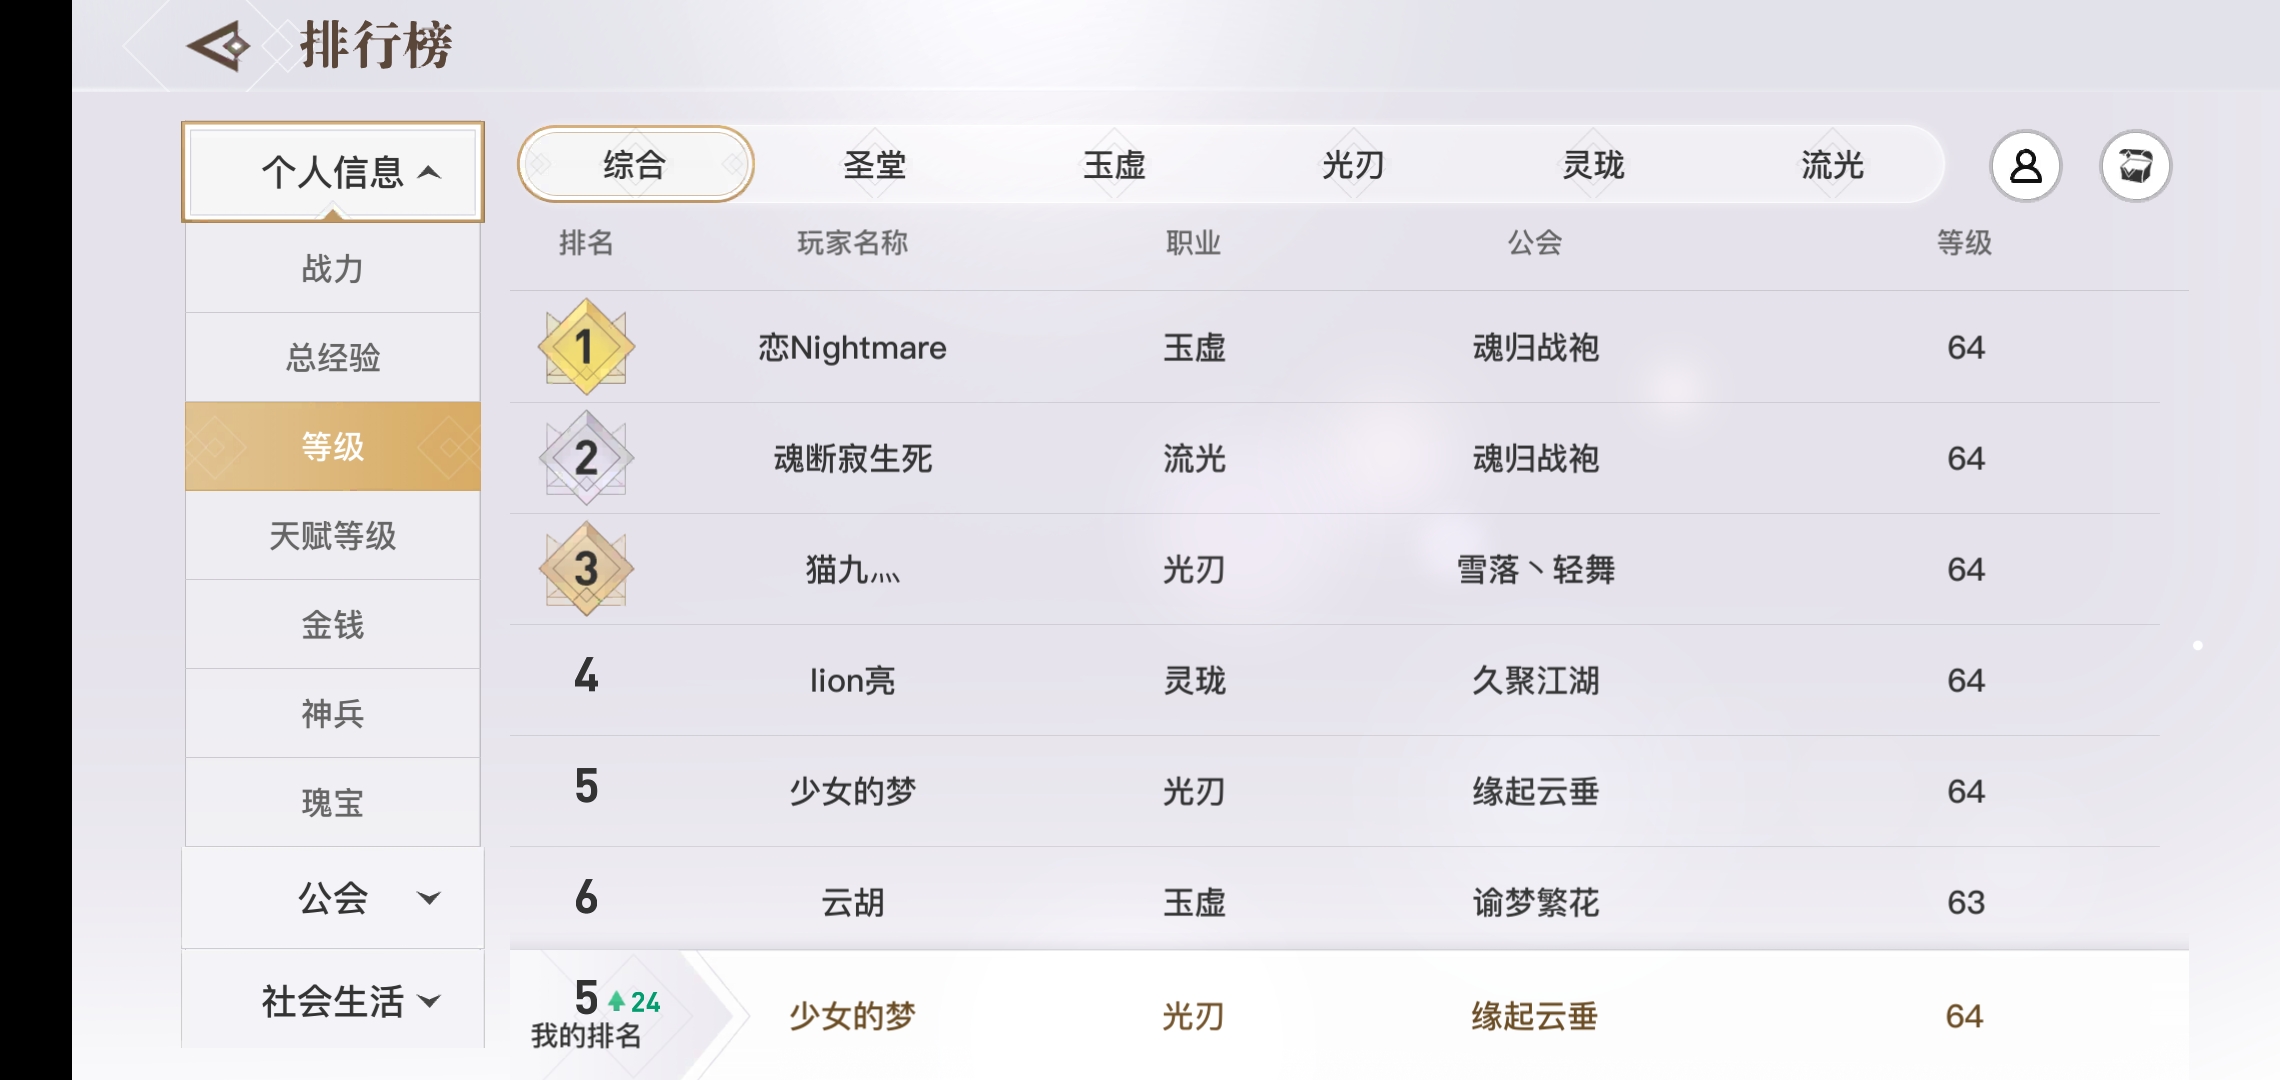 排行榜
个人信息
战力
总经验
等级
天赋等级
金钱
神兵
瑰宝
公会
社会生活
综合 圣堂 玉虚 光刃 灵珑 流光
排名 玩家名称 职业 公会 等级
1 恋Nightmare 玉虚 魂归战袍 64
2 魂断寂生死 流光 魂归战袍 64
3 猫九灬 光刃 雪落丶轻舞 64
4 lion亮 灵珑 久聚江湖 64
5 少女的梦 光刃 缘起云垂 64
6 云胡 玉虚 谕梦繁花 63
5 24 少女的梦 光刃 缘起云垂 64
我的排名